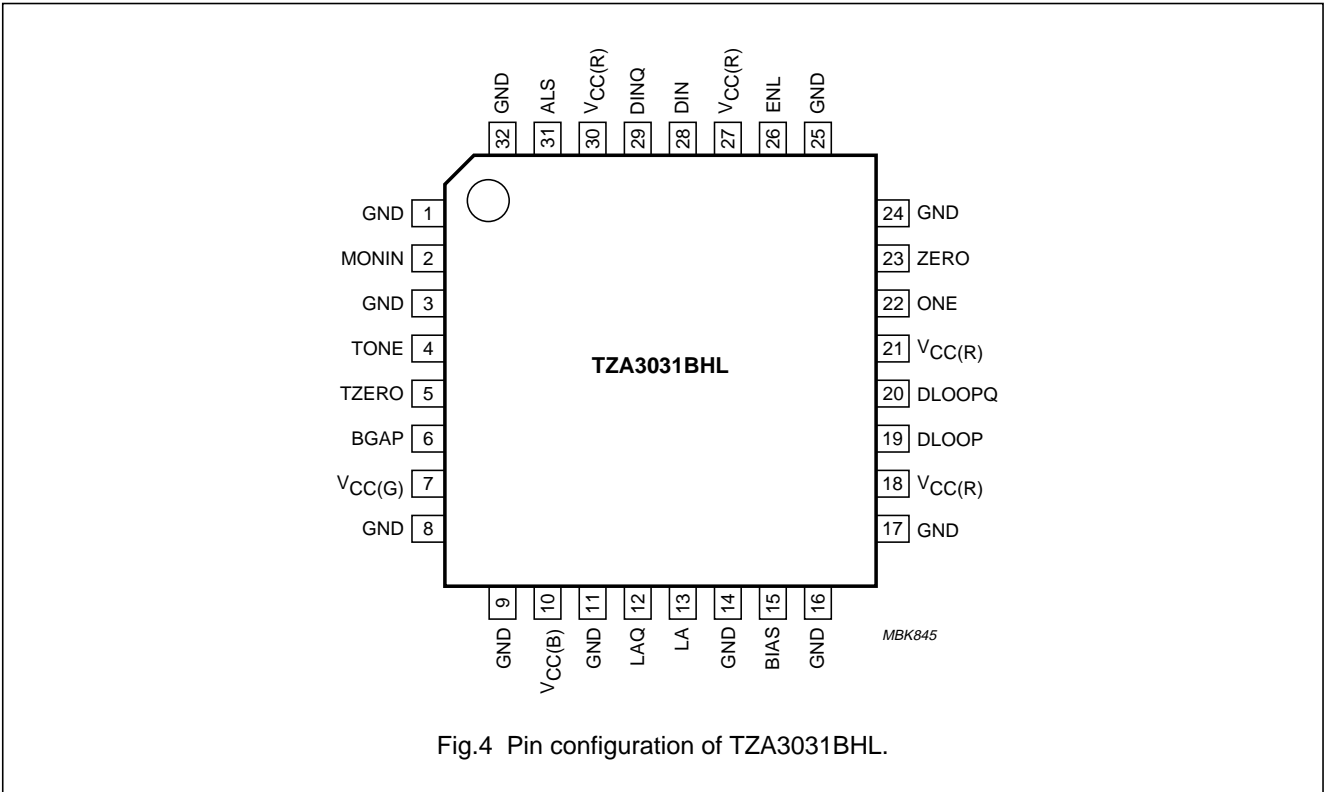 GND
ALS
VCC(R)
DINQ
DIN
VCC(R)
ENL
GND
32
31
30
29
28
27
26
25
GND 1
MONIN 2
GND 3
TONE 4
TZERO 5
BGAP 6
VCC(G) 7
GND 8
TZA3031BHL
24 GND
23 ZERO
22 ONE
21 VCC(R)
20 DLOOPQ
19 DLOOP
18 VCC(R)
17 GND
9
10
11
12
13
14
15
16
GND
VCC(B)
GND
LAQ
LA
GND
BIAS
GND
MBK845
Fig.4 Pin configuration of TZA3031BHL.